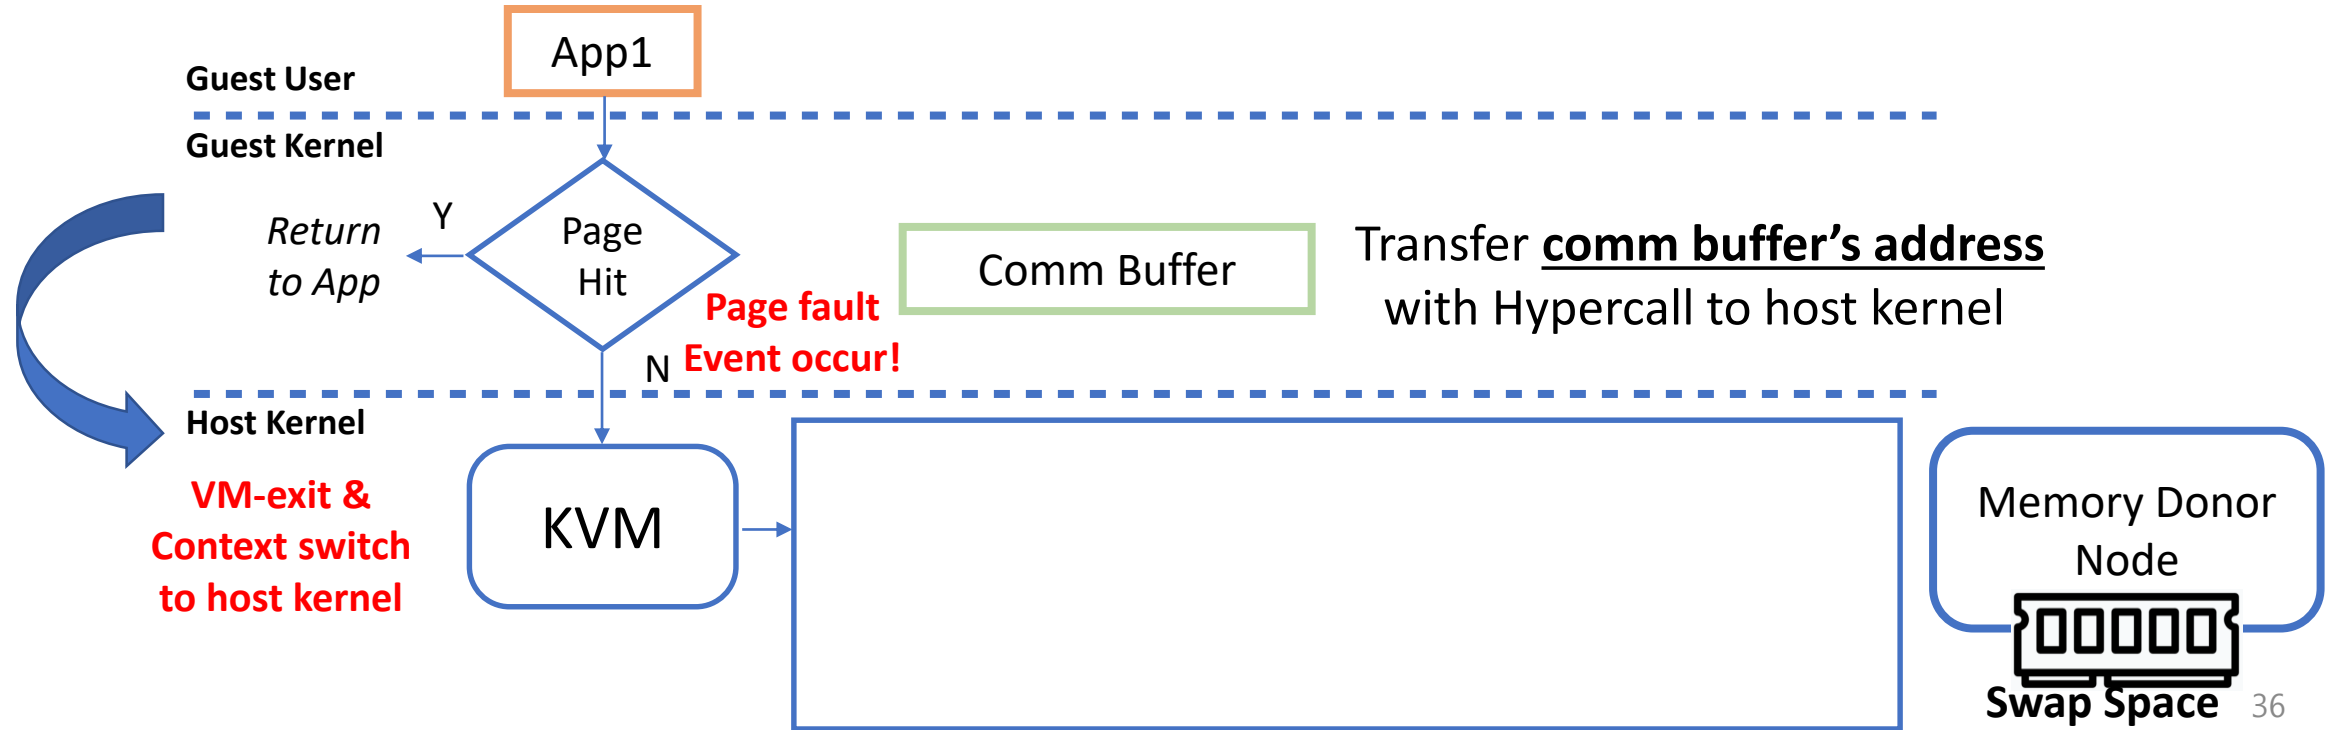 App1
Guest User
Guest Kernel
Return
to App
Y
Page
Hit
Page fault
Event occur!
N
Comm Buffer
Transfer comm buffer’s address
with Hypercall to host kernel
Host Kernel
VM-exit &
Context switch
to host kernel
KVM
Memory Donor
Node
Swap Space
36